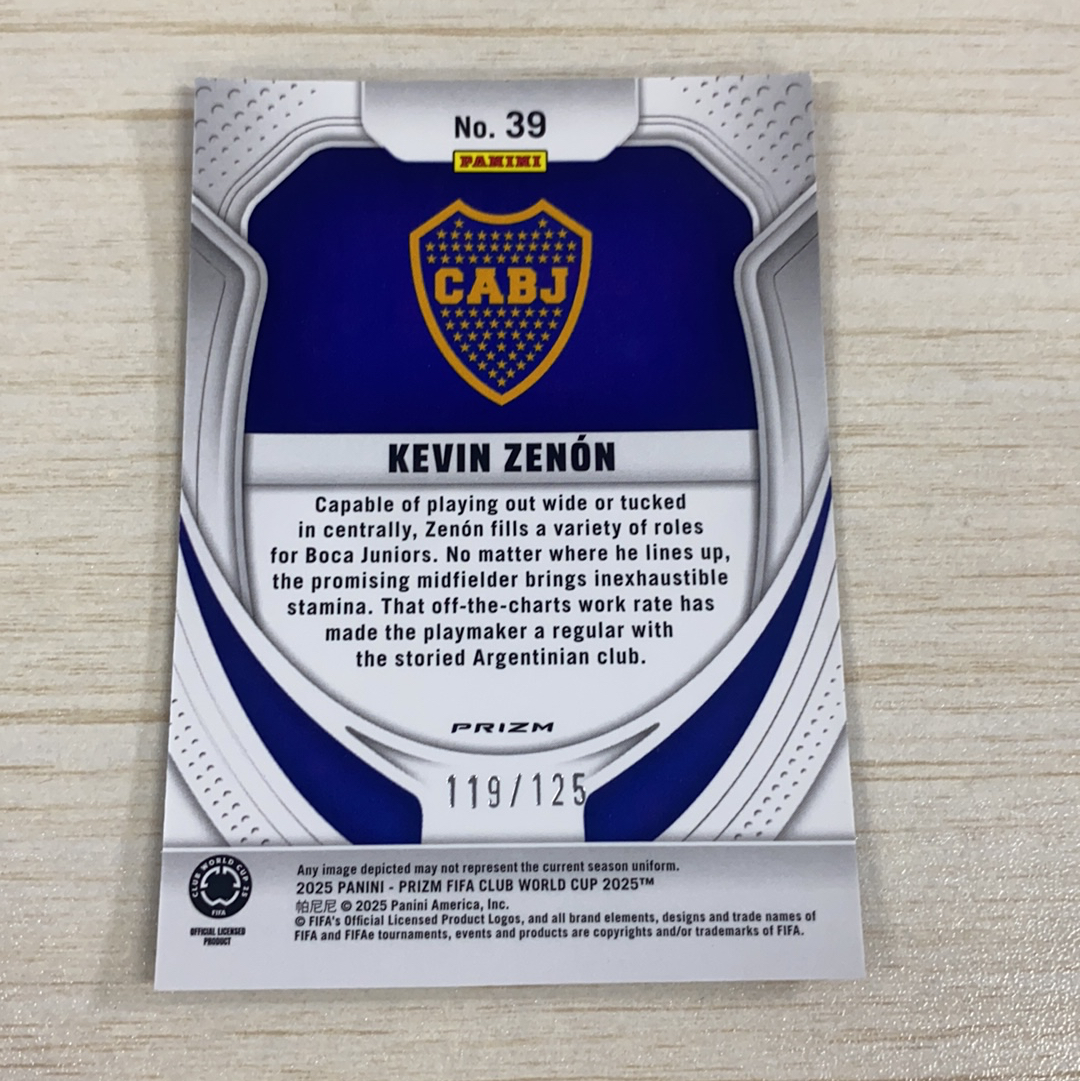 No. 39
PANINI
CABJ
KEVIN ZENÓN
Capable of playing out wide or tucked
in centrally, Zenón fills a variety of roles
for Boca Juniors. No matter where he lines up,
the promising midfielder brings inexhaustible
stamina. That off-the-charts work rate has
made the playmaker a regular with
the storied Argentinian club.
PRIZM
119/125
CLUB WORLD CUP 25
FIFA
OFFICIAL LICENSED
PRODUCT
Any image depicted may not represent the current season uniform.
2025 PANINI - PRIZM FIFA CLUB WORLD CUP 2025™
帕尼尼 © 2025 Panini America, Inc.
© FIFA's Official Licensed Product Logos, and all brand elements, designs and trade names of
FIFA and FIFAe tournaments, events and products are copyrights and/or trademarks of FIFA.